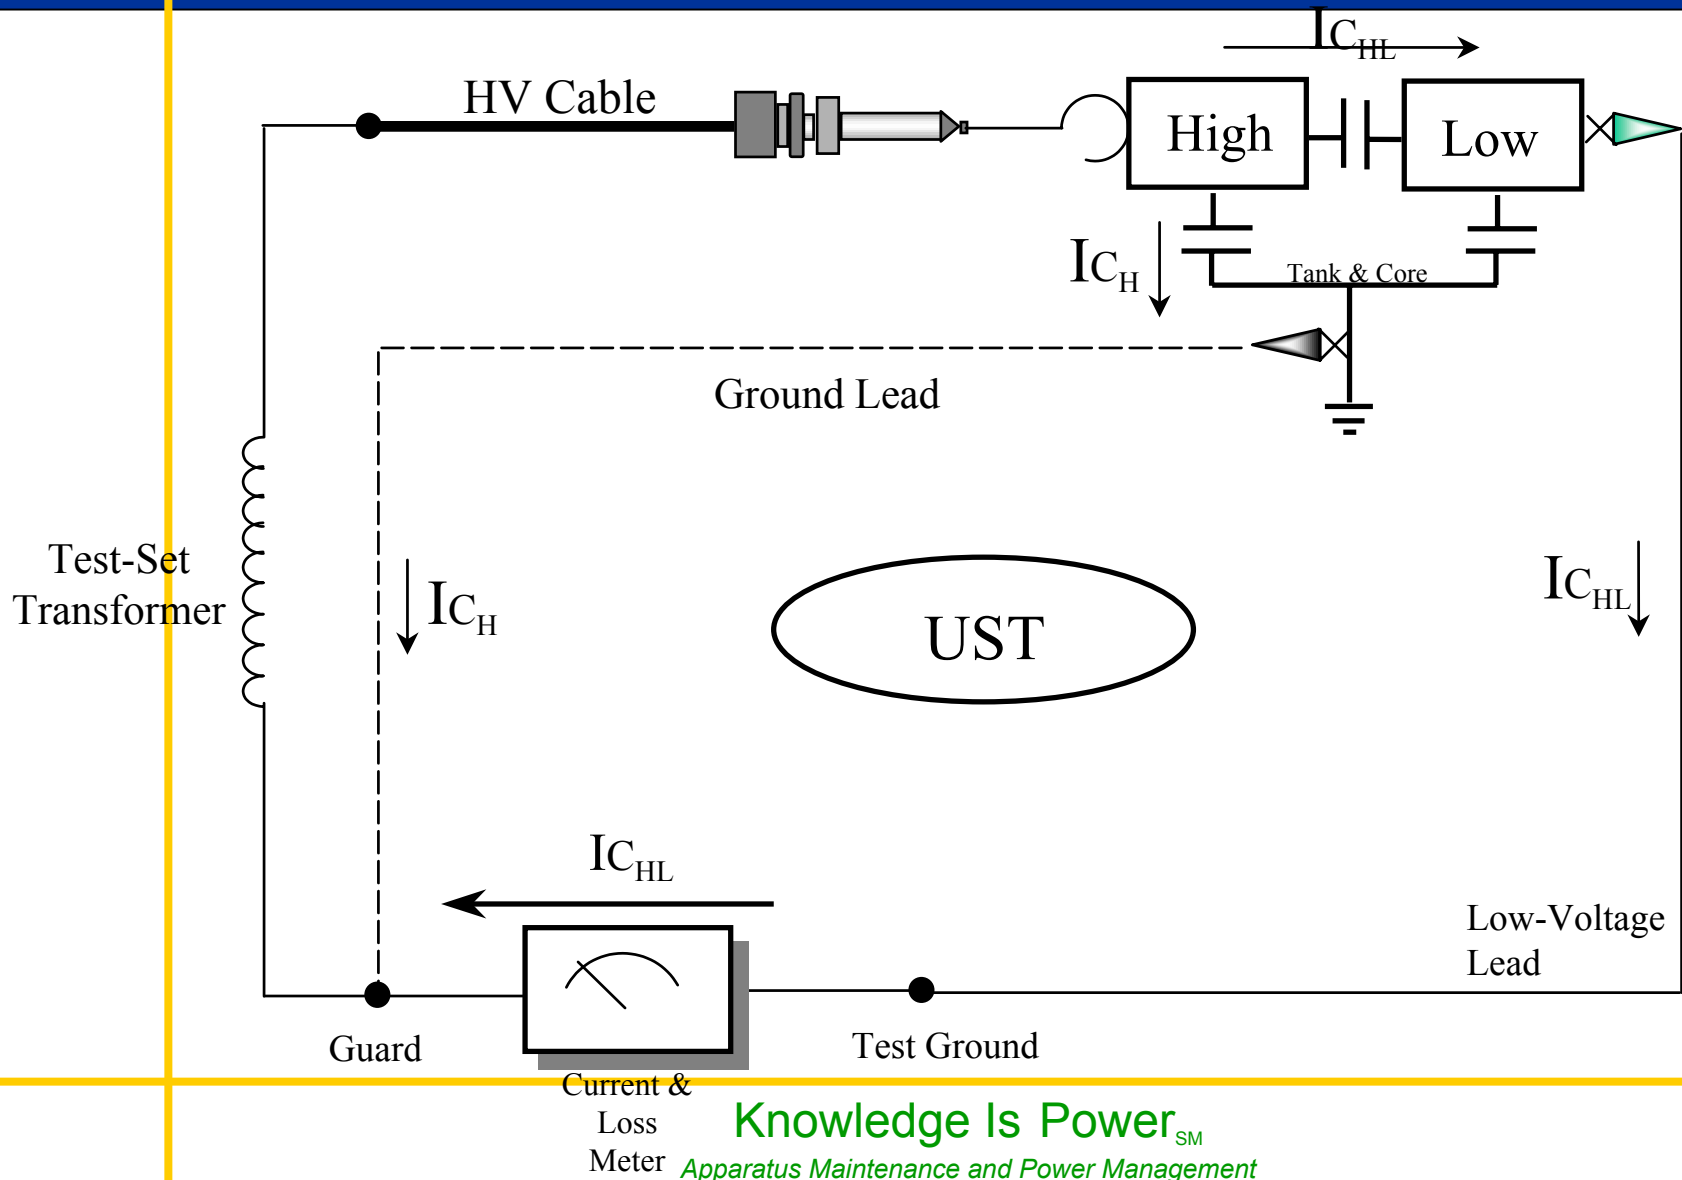 IC_HL
HV Cable
High
Low
IC_H
Tank & Core
Ground Lead
Test-Set
Transformer
IC_H
UST
IC_HL
IC_HL
Low-Voltage
Lead
Guard
Test Ground
Current &
Loss
Meter
Knowledge Is Power SM
Apparatus Maintenance and Power Management